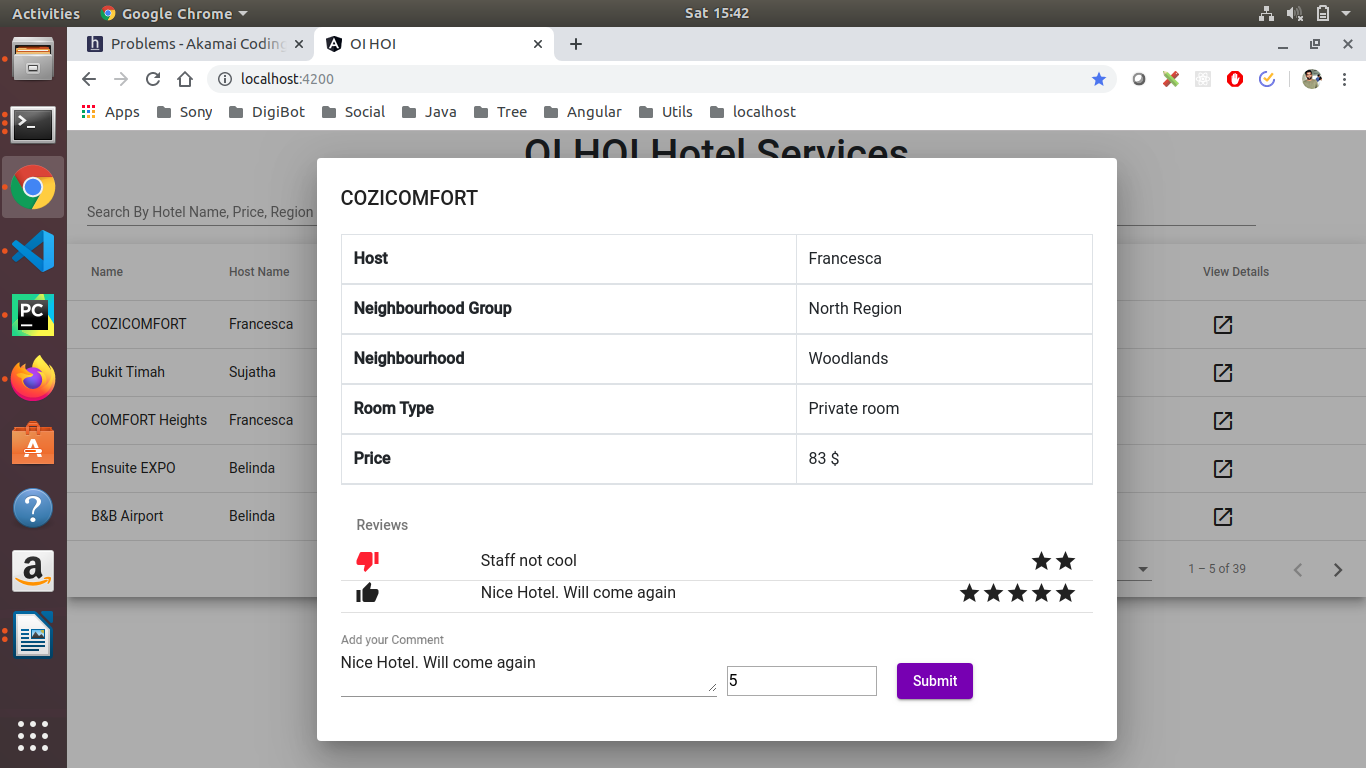 Activities Google Chrome Sat 15:42
Problems - Akamai Coding OI HOI
localhost:4200
Apps Sony DigiBot Social Java Tree Angular Utils localhost
OI HOI Hotel Services
Search By Hotel Name, Price, Region
Name Host Name View Details
COZICOMFORT Francesca
Bukit Timah Sujatha
COMFORT Heights Francesca
Ensuite EXPO Belinda
B&B Airport Belinda
1 – 5 of 39
COZICOMFORT
Host Francesca
Neighbourhood Group North Region
Neighbourhood Woodlands
Room Type Private room
Price 83 $
Reviews
Staff not cool
Nice Hotel. Will come again
Add your Comment
Nice Hotel. Will come again
5 Submit